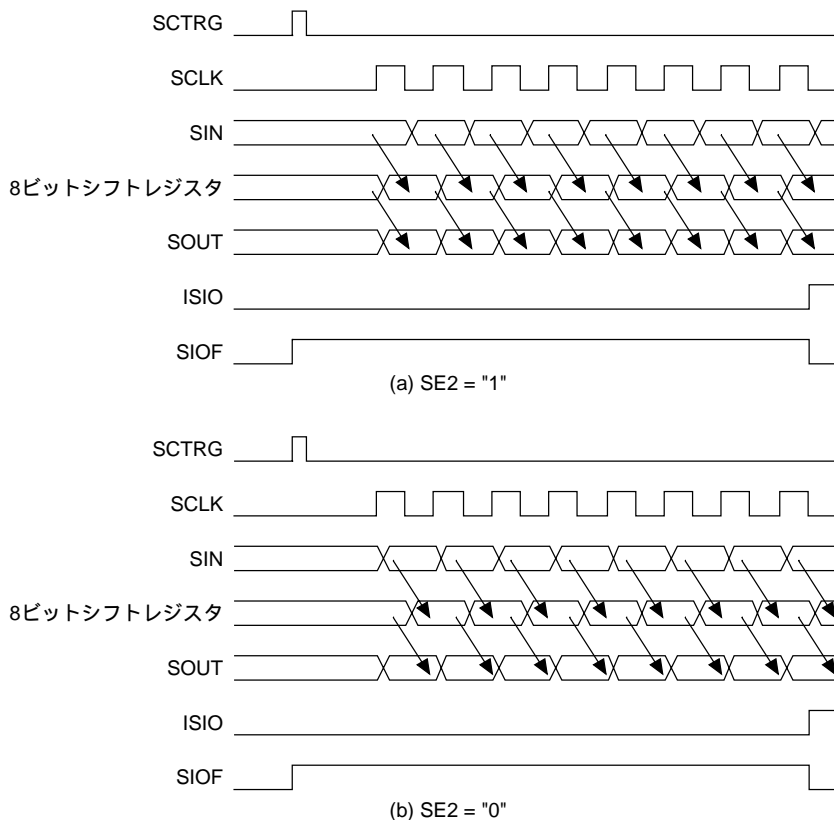 SCTRG
SCLK
SIN
8ビットシフトレジスタ
SOUT
ISIO
SIOF
(a) SE2 = "1"
SCTRG
SCLK
SIN
8ビットシフトレジスタ
SOUT
ISIO
SIOF
(b) SE2 = "0"